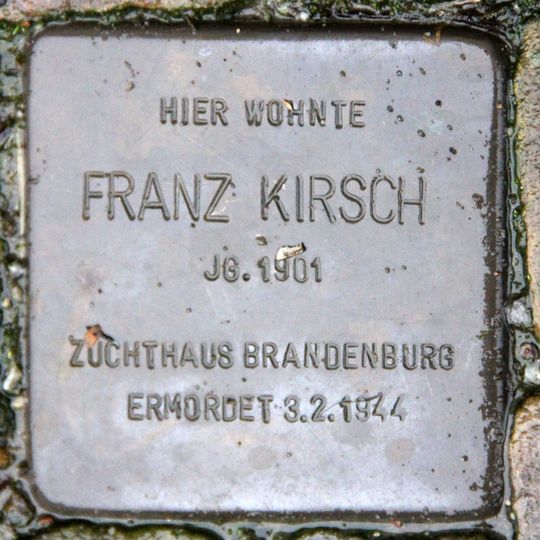 HIER WOHNTE
FRANZ KIRSCH
JG. 1901
ZUCHTHAUS BRANDENBURG
ERMORDET 3.2.1944